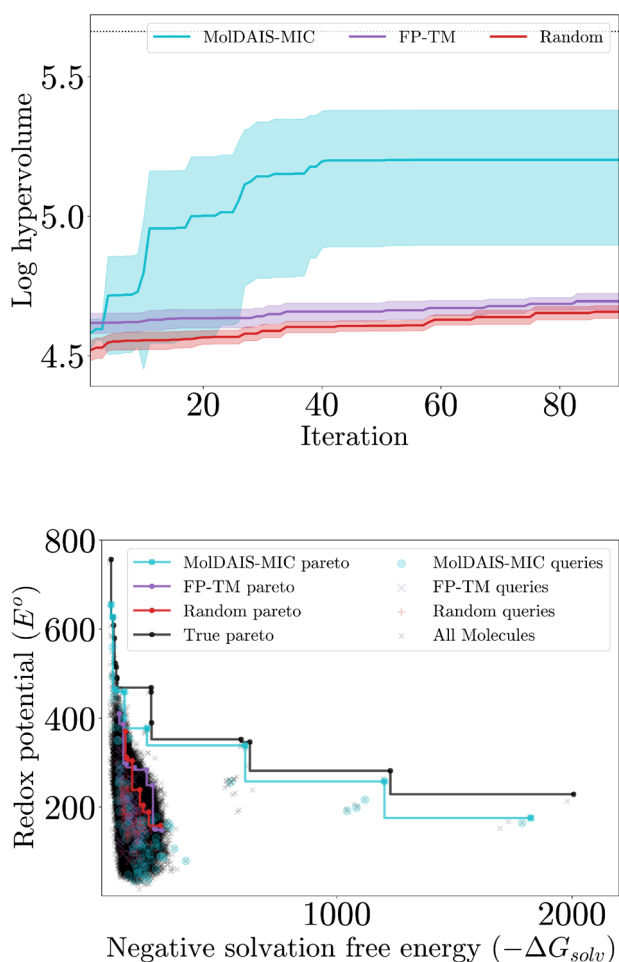 MolDAIS-MIC FP-TM Random
5.5
5.0
4.5
Log hypervolume
20 40 60 80
Iteration
800
600
400
200
Redox potential (E^o)
MolDAIS-MIC pareto MolDAIS-MIC queries
FP-TM pareto FP-TM queries
Random pareto Random queries
True pareto All Molecules
1000 2000
Negative solvation free energy (−ΔG_solv)